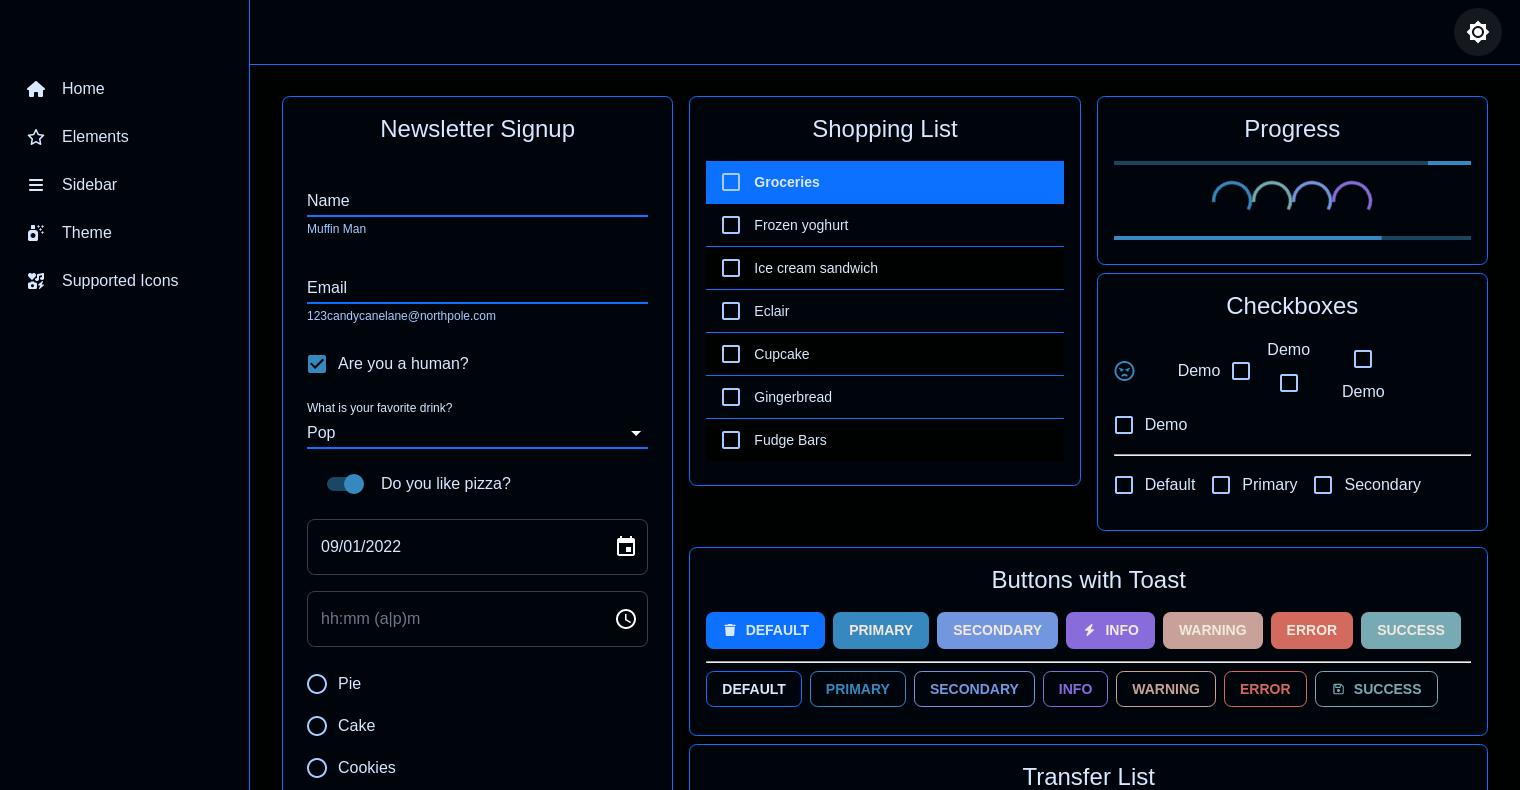 Home
Elements
Sidebar
Theme
Supported Icons
Newsletter Signup
Name
Muffin Man
Email
123candycanelane@northpole.com
Are you a human?
What is your favorite drink?
Pop
Do you like pizza?
09/01/2022
hh:mm (a|p)m
Pie
Cake
Cookies
Shopping List
Groceries
Frozen yoghurt
Ice cream sandwich
Eclair
Cupcake
Gingerbread
Fudge Bars
Progress
Checkboxes
Demo
Demo
Demo
Demo
Default Primary Secondary
Buttons with Toast
DEFAULT PRIMARY SECONDARY INFO WARNING ERROR SUCCESS
DEFAULT PRIMARY SECONDARY INFO WARNING ERROR SUCCESS
Transfer List